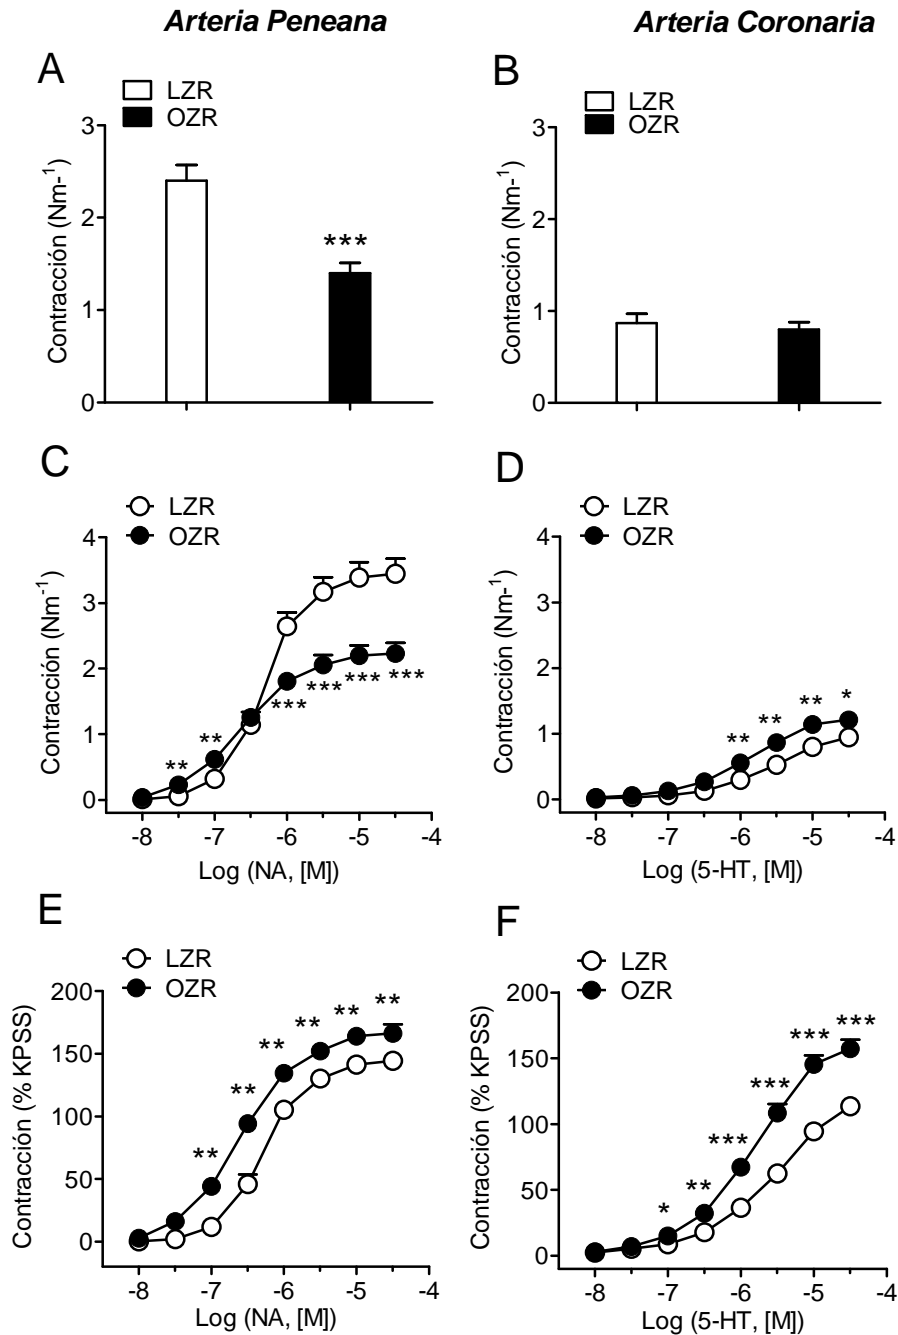 Arteria Peneana
Arteria Coronaria
A
LZR
OZR
Contracción (Nm-1)
3
2
1
0
***
B
LZR
OZR
Contracción (Nm-1)
3
2
1
0
C
LZR
OZR
Contracción (Nm-1)
4
3
2
1
0
** ** *** *** *** ***
-8 -7 -6 -5 -4
Log (NA, [M])
D
LZR
OZR
Contracción (Nm-1)
4
3
2
1
0
** ** ** *
-8 -7 -6 -5 -4
Log (5-HT, [M])
E
LZR
OZR
Contracción (% KPSS)
200
150
100
50
0
** ** ** ** ** **
-8 -7 -6 -5 -4
Log (NA, [M])
F
LZR
OZR
Contracción (% KPSS)
200
150
100
50
0
* ** *** *** *** ***
-8 -7 -6 -5 -4
Log (5-HT, [M])